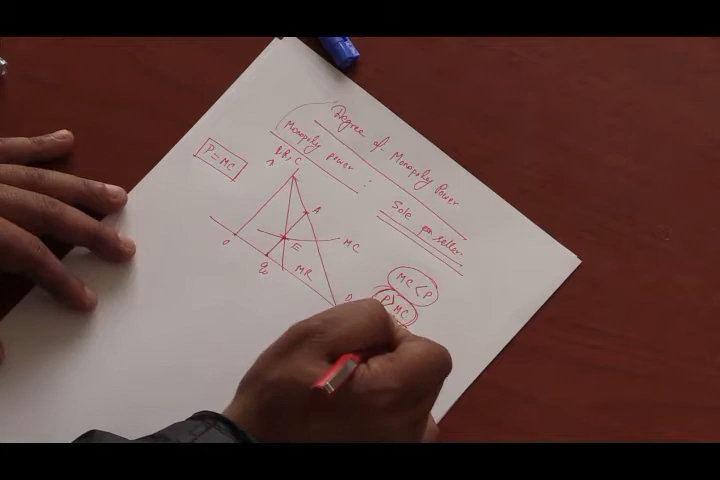 Degree of Monopoly Power
Monopoly power :
Sole seller.
P = MC
A
MC
E
MR
O
D
MC < P
P > MC